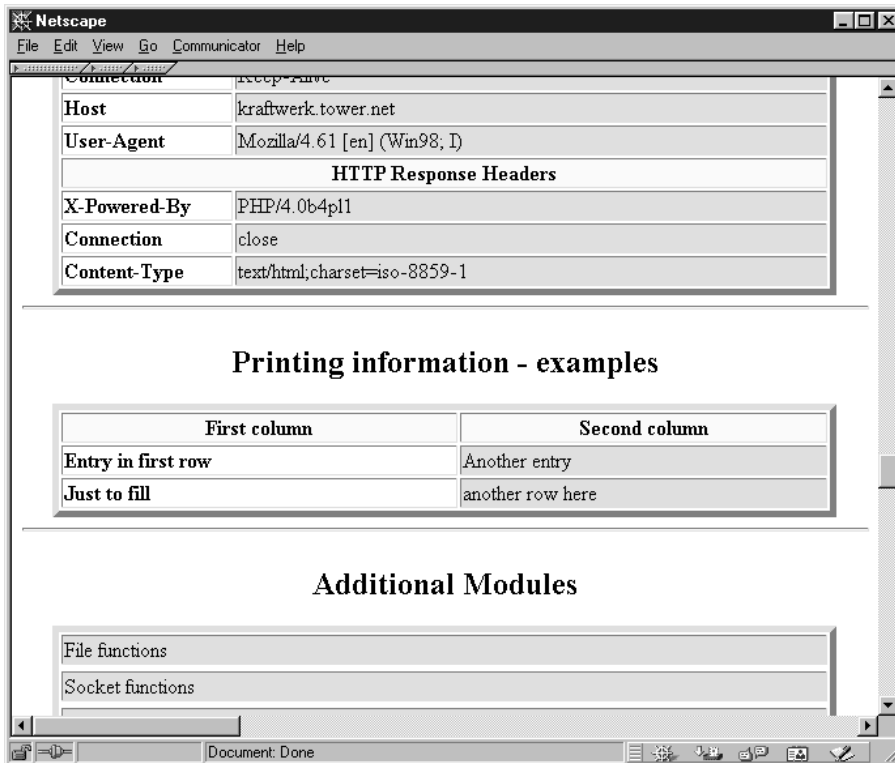 Netscape
File Edit View Go Communicator Help
Connection Keep-Alive
Host kraftwerk.tower.net
User-Agent Mozilla/4.61 [en] (Win98; I)
HTTP Response Headers
X-Powered-By PHP/4.0b4pl1
Connection close
Content-Type text/html;charset=iso-8859-1
Printing information - examples
First column Second column
Entry in first row Another entry
Just to fill another row here
Additional Modules
File functions
Socket functions
Document: Done